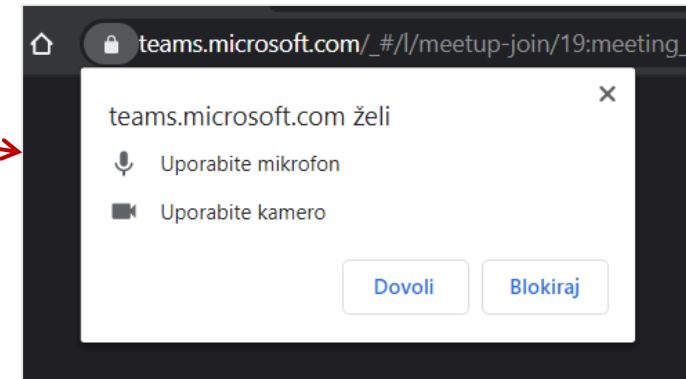 teams.microsoft.com/_#/l/meetup-join/19:meeting_
teams.microsoft.com želi
Uporabite mikrofon
Uporabite kamero
Dovoli Blokiraj